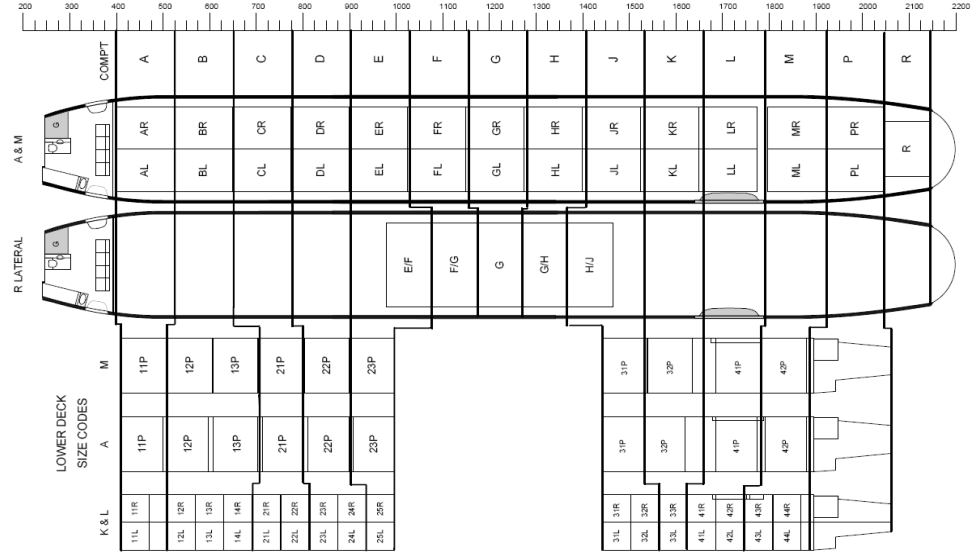 200 300 400 500 600 700 800 900 1000 1100 1200 1300 1400 1500 1600 1700 1800 1900 2000 2100 2200
COMP'T A B C D E F G H J K L M P R
A & M
G
AR BR CR DR ER FR GR HR JR KR LR MR PR
R
AL BL CL DL EL FL GL HL JL KL LL ML PL
R LATERAL
G
E/F F/G G G/H H/J
LOWER DECK
SIZE CODES
M 11P 12P 13P 21P 22P 23P 31P 32P 41P 42P
A 11P 12P 13P 21P 22P 23P 31P 32P 41P 42P
K & L
11R 12R 13R 14R 21R 22R 23R 24R 25R 31R 32R 33R 41R 42R 43R 44R
11L 12L 13L 14L 21L 22L 23L 24L 25L 31L 32L 33L 41L 42L 43L 44L